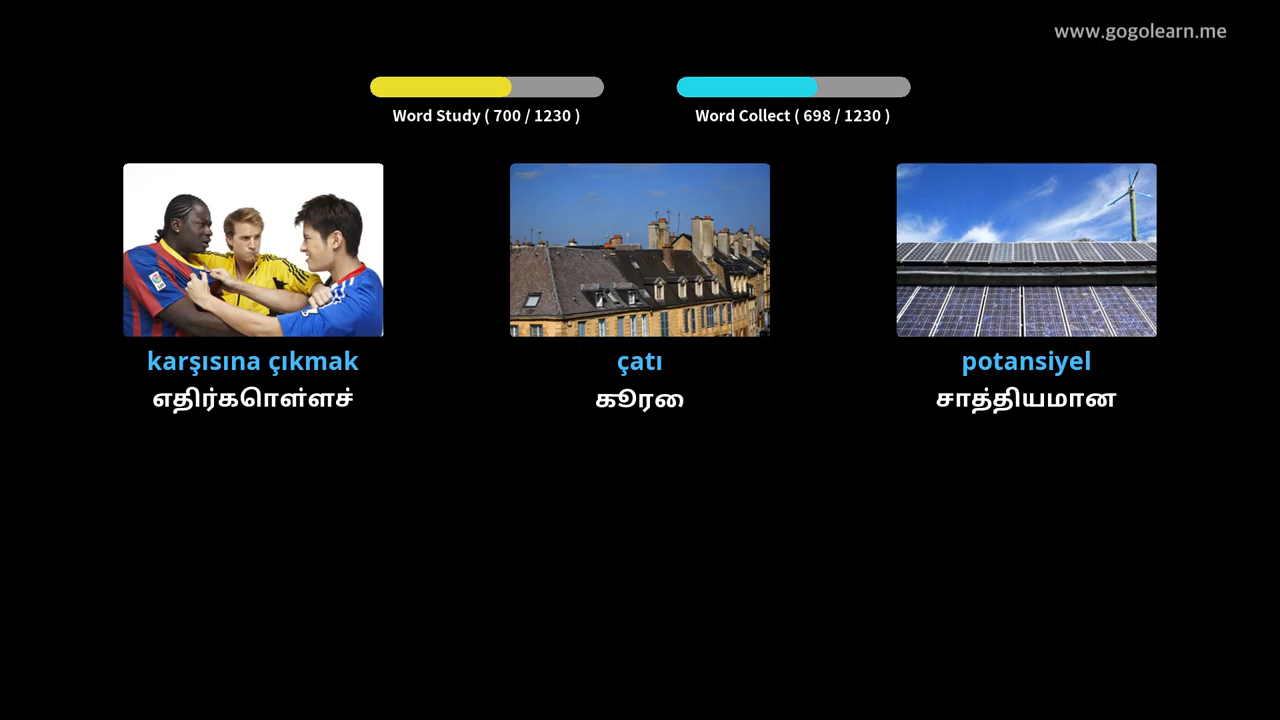 www.gogolearn.me
Word Study ( 700 / 1230 )
Word Collect ( 698 / 1230 )
karşısına çıkmak
எதிர்கொள்ளச்
çatı
கூரை
potansiyel
சாத்தியமான